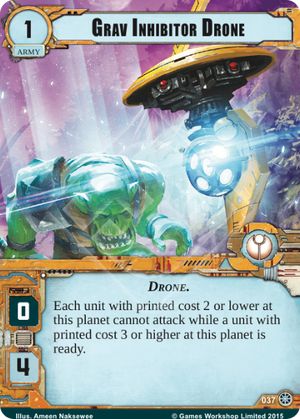 1
ARMY
GRAV INHIBITOR DRONE
DRONE.
0
4
Each unit with printed cost 2 or lower at
this planet cannot attack while a unit with
printed cost 3 or higher at this planet is
ready.
037
Illus. Ameen Naksewee
© Games Workshop Limited 2015